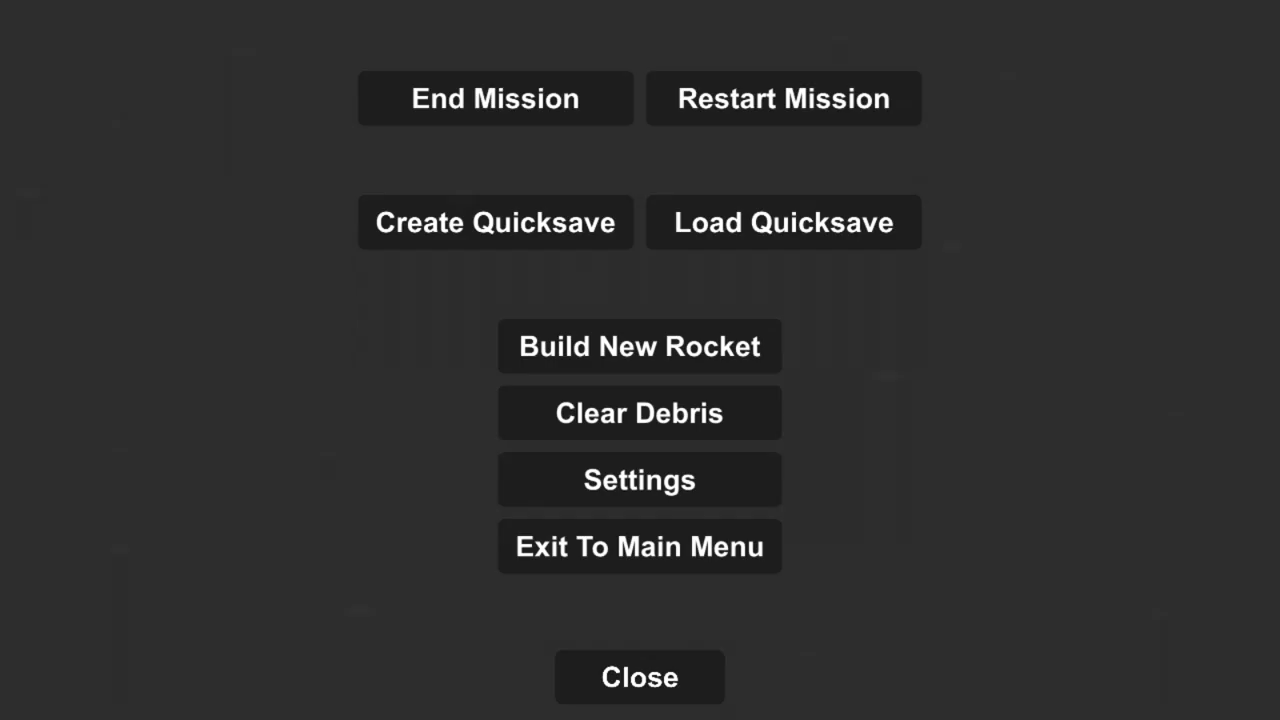 End Mission
Restart Mission
Create Quicksave
Load Quicksave
Build New Rocket
Clear Debris
Settings
Exit To Main Menu
Close